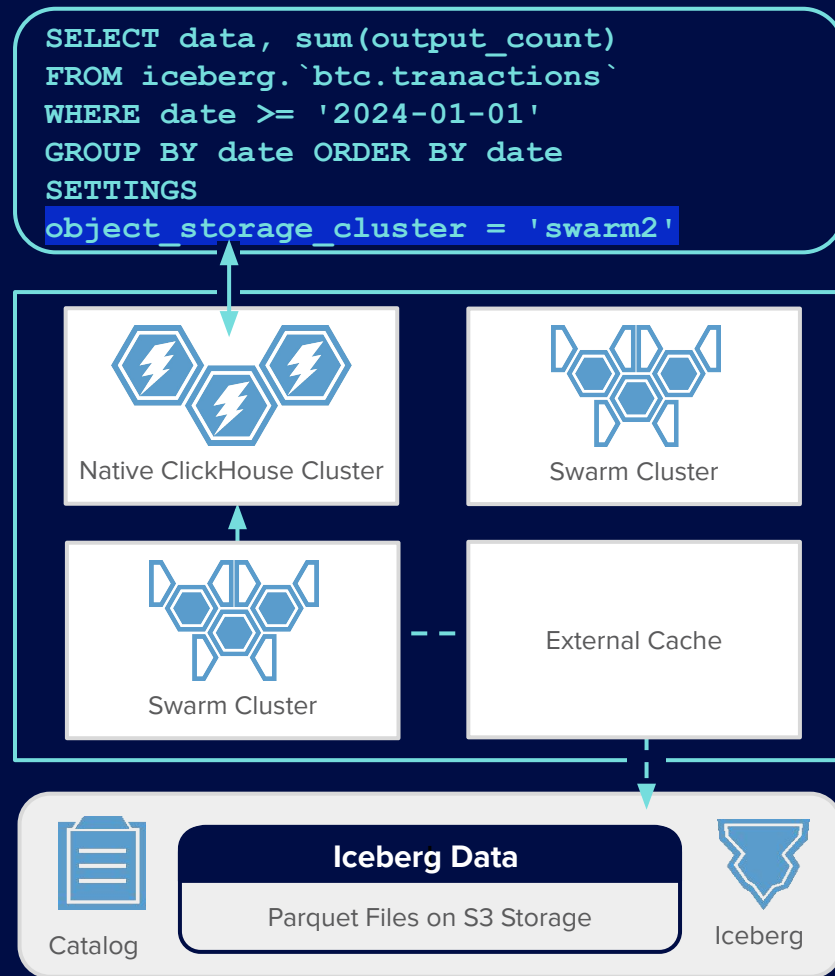 SELECT data, sum(output_count)
FROM iceberg.`btc.tranactions`
WHERE date >= '2024-01-01'
GROUP BY date ORDER BY date
SETTINGS
object_storage_cluster = 'swarm2'
Native ClickHouse Cluster
Swarm Cluster
Swarm Cluster
External Cache
Iceberg Data
Parquet Files on S3 Storage
Catalog
Iceberg